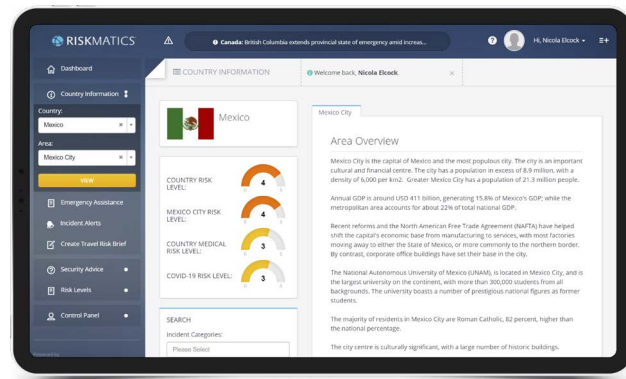 RISKMATICS
Canada: British Columbia extends provincial state of emergency amid increas...
Hi, Nicola Elcock
Dashboard
Country Information
Country:
Mexico
Area:
Mexico City
VIEW
Emergency Assistance
Incident Alerts
Create Travel Risk Brief
Security Advice
Risk Levels
Control Panel
COUNTRY INFORMATION
Welcome back, Nicola Elcock.
Mexico
COUNTRY RISK
LEVEL:
4
MEXICO CITY RISK
LEVEL:
4
COUNTRY MEDICAL
RISK LEVEL:
3
COVID-19 RISK LEVEL:
3
SEARCH
Incident Categories:
Please Select
Mexico City
Area Overview
Mexico City is the capital of Mexico and the most populous city. The city is an important
cultural and financial centre. The city has a population in excess of 8.9 million, with a
density of 6,000 per km2. Greater Mexico City has a population of 21.3 million people.
Annual GDP is around USD 411 billion, generating 15.8% of Mexico's GDP; while the
metropolitan area accounts for about 22% of total national GDP.
Recent reforms and the North American Free Trade Agreement (NAFTA) have helped
shift the capital's economic base from manufacturing to services, with most factories
moving away to either the State of Mexico, or more commonly to the northern border.
By contrast, corporate office buildings have set their base in the city.
The National Autonomous University of Mexico (UNAM), is located in Mexico City, and is
the largest university on the continent, with more than 300,000 students from all
backgrounds. The university boasts a number of prestigious national figures as former
students.
The majority of residents in Mexico City are Roman Catholic, 82 percent, higher than
the national percentage.
The city centre is culturally significant, with a large number of historic buildings.